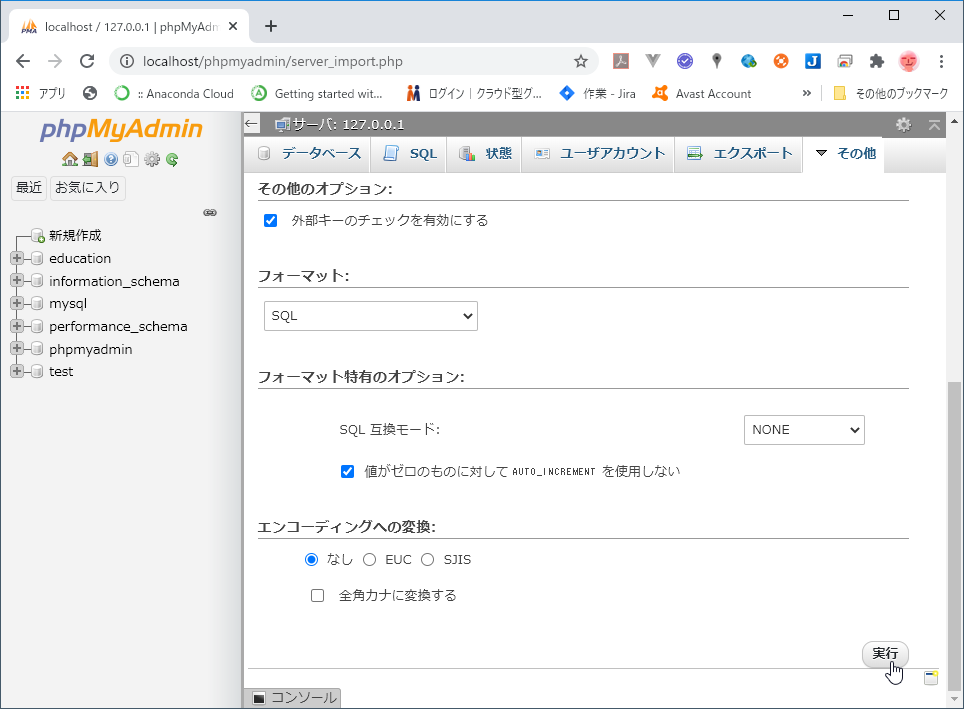 localhost / 127.0.0.1 | phpMyAdm
localhost/phpmyadmin/server_import.php
アプリ :: Anaconda Cloud Getting started wit... ログイン｜クラウド型グ... 作業 - Jira Avast Account » その他のブックマーク
phpMyAdmin
最近 お気に入り
新規作成
education
information_schema
mysql
performance_schema
phpmyadmin
test
サーバ: 127.0.0.1
データベース SQL 状態 ユーザアカウント エクスポート その他
その他のオプション:
外部キーのチェックを有効にする
フォーマット:
SQL
フォーマット特有のオプション:
SQL 互換モード: NONE
値がゼロのものに対して AUTO_INCREMENT を使用しない
エンコーディングへの変換:
なし EUC SJIS
全角カナに変換する
実行
コンソール